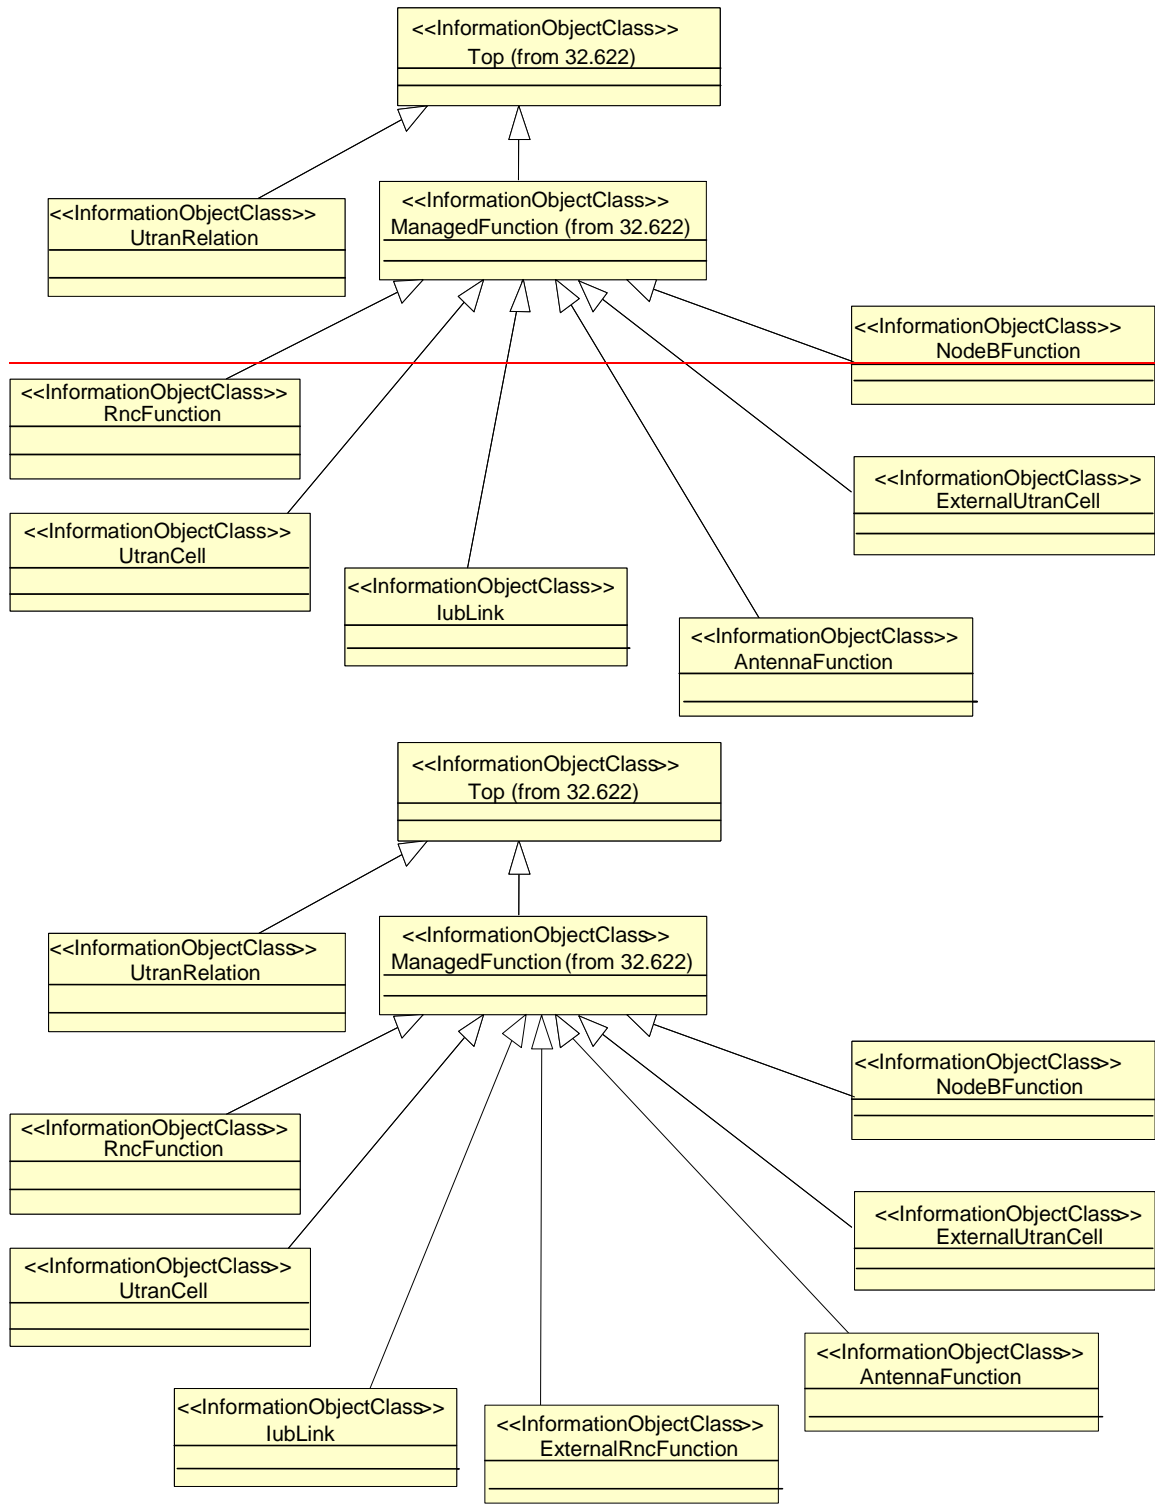 <<InformationObjectClass>>
Top (from 32.622)
<<InformationObjectClass>>
UtranRelation
<<InformationObjectClass>>
ManagedFunction (from 32.622)
<<InformationObjectClass>>
NodeBFunction
<<InformationObjectClass>>
RncFunction
<<InformationObjectClass>>
ExternalUtranCell
<<InformationObjectClass>>
UtranCell
<<InformationObjectClass>>
IubLink
<<InformationObjectClass>>
AntennaFunction
<<InformationObjectClass>>
Top (from 32.622)
<<InformationObjectClass>>
UtranRelation
<<InformationObjectClass>>
ManagedFunction (from 32.622)
<<InformationObjectClass>>
NodeBFunction
<<InformationObjectClass>>
RncFunction
<<InformationObjectClass>>
ExternalUtranCell
<<InformationObjectClass>>
UtranCell
<<InformationObjectClass>>
AntennaFunction
<<InformationObjectClass>>
IubLink
<<InformationObjectClass>>
ExternalRncFunction